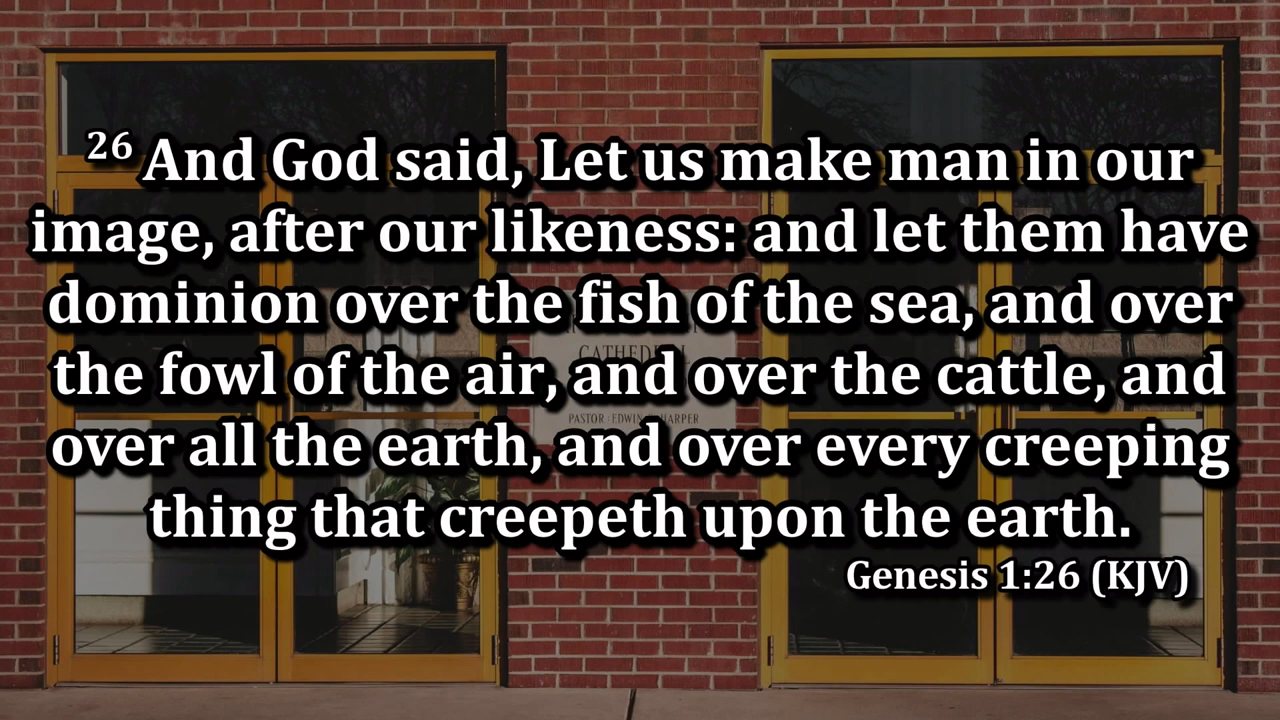 26 And God said, Let us make man in our
image, after our likeness: and let them have
dominion over the fish of the sea, and over
the fowl of the air, and over the cattle, and
over all the earth, and over every creeping
thing that creepeth upon the earth.
Genesis 1:26 (KJV)
PASTOR EDWIN HARPER